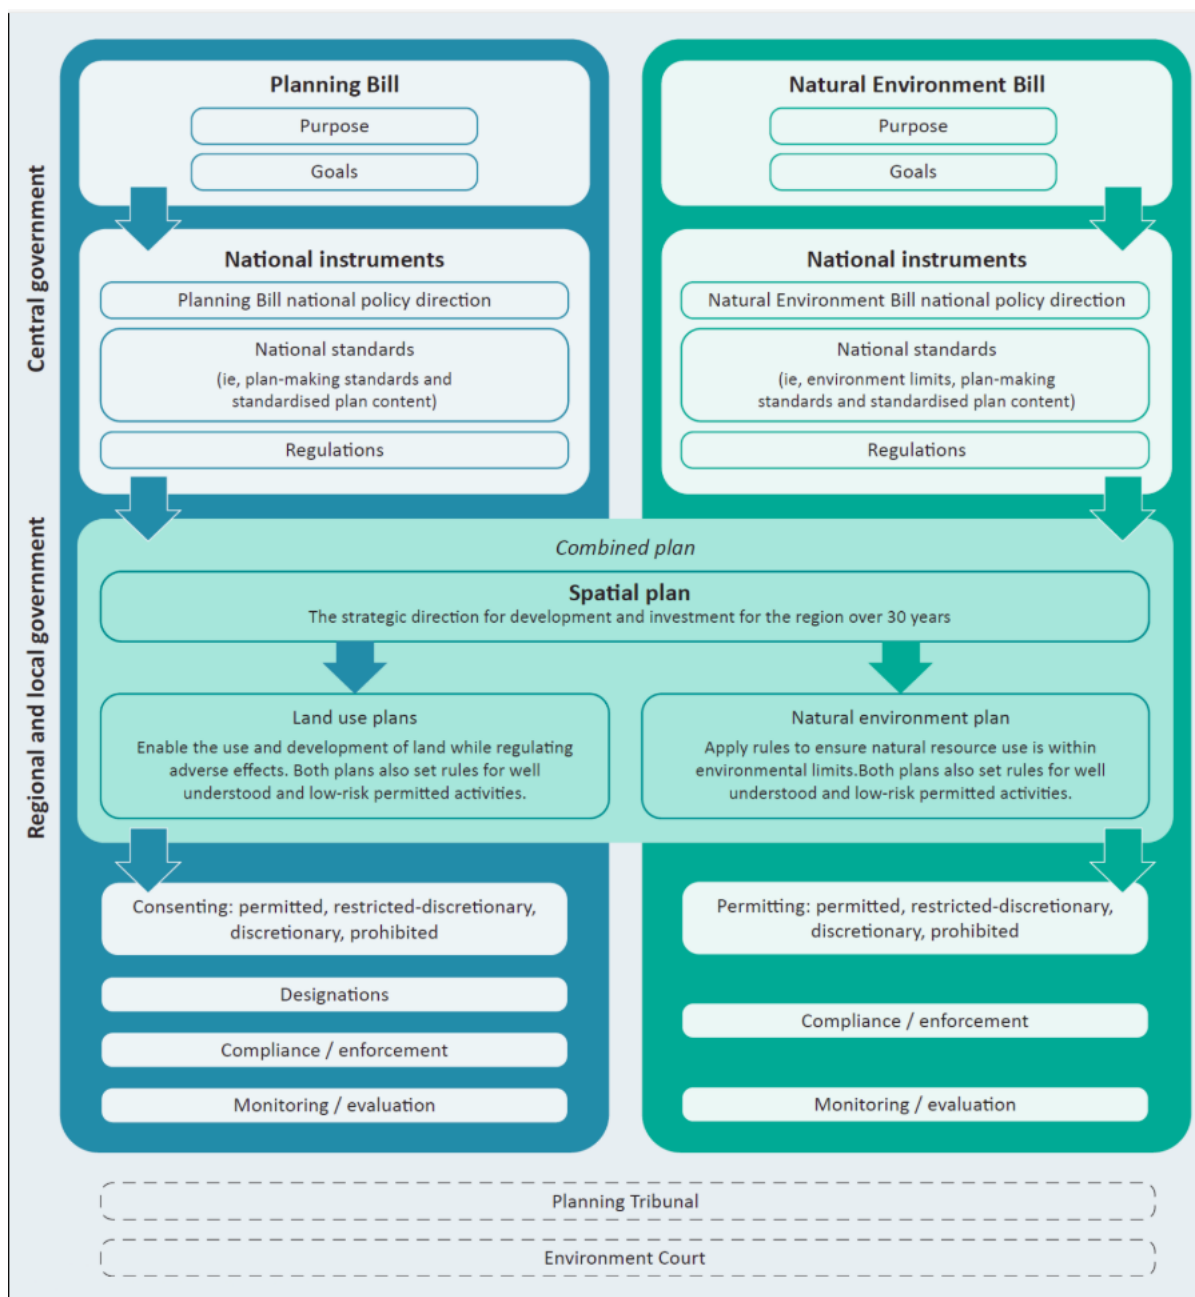 Central government
Planning Bill
Purpose
Goals
National instruments
Planning Bill national policy direction
National standards
(ie, plan-making standards and
standardised plan content)
Regulations
Natural Environment Bill
Purpose
Goals
National instruments
Natural Environment Bill national policy direction
National standards
(ie, environment limits, plan-making
standards and standardised plan content)
Regulations
Regional and local government
Combined plan
Spatial plan
The strategic direction for development and investment for the region over 30 years
Land use plans
Enable the use and development of land while regulating
adverse effects. Both plans also set rules for well
understood and low-risk permitted activities.
Natural environment plan
Apply rules to ensure natural resource use is within
environmental limits.Both plans also set rules for well
understood and low-risk permitted activities.
Consenting: permitted, restricted-discretionary,
discretionary, prohibited
Designations
Compliance / enforcement
Monitoring / evaluation
Permitting: permitted, restricted-discretionary,
discretionary, prohibited
Compliance / enforcement
Monitoring / evaluation
Planning Tribunal
Environment Court